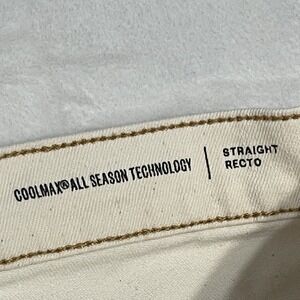 COOLMAX® ALL SEASON TECHNOLOGY
STRAIGHT
RECTO